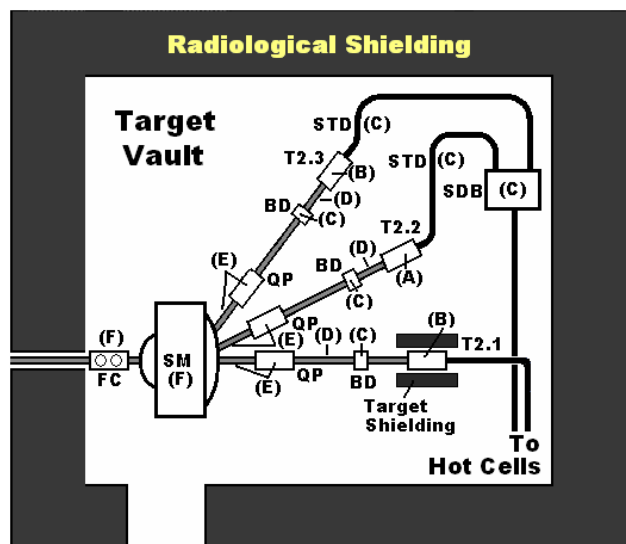 Radiological Shielding
Target
Vault
STD (C)
T2.3
(B)
STD (C)
SDB (C)
(D)
BD
(C)
T2.2
(E)
(D)
BD
(A)
QP
(C)
(F)
QP
(E)
(D)
(C)
(B)
SM
(F)
FC
(E)
QP
BD
T2.1
Target
Shielding
To
Hot Cells